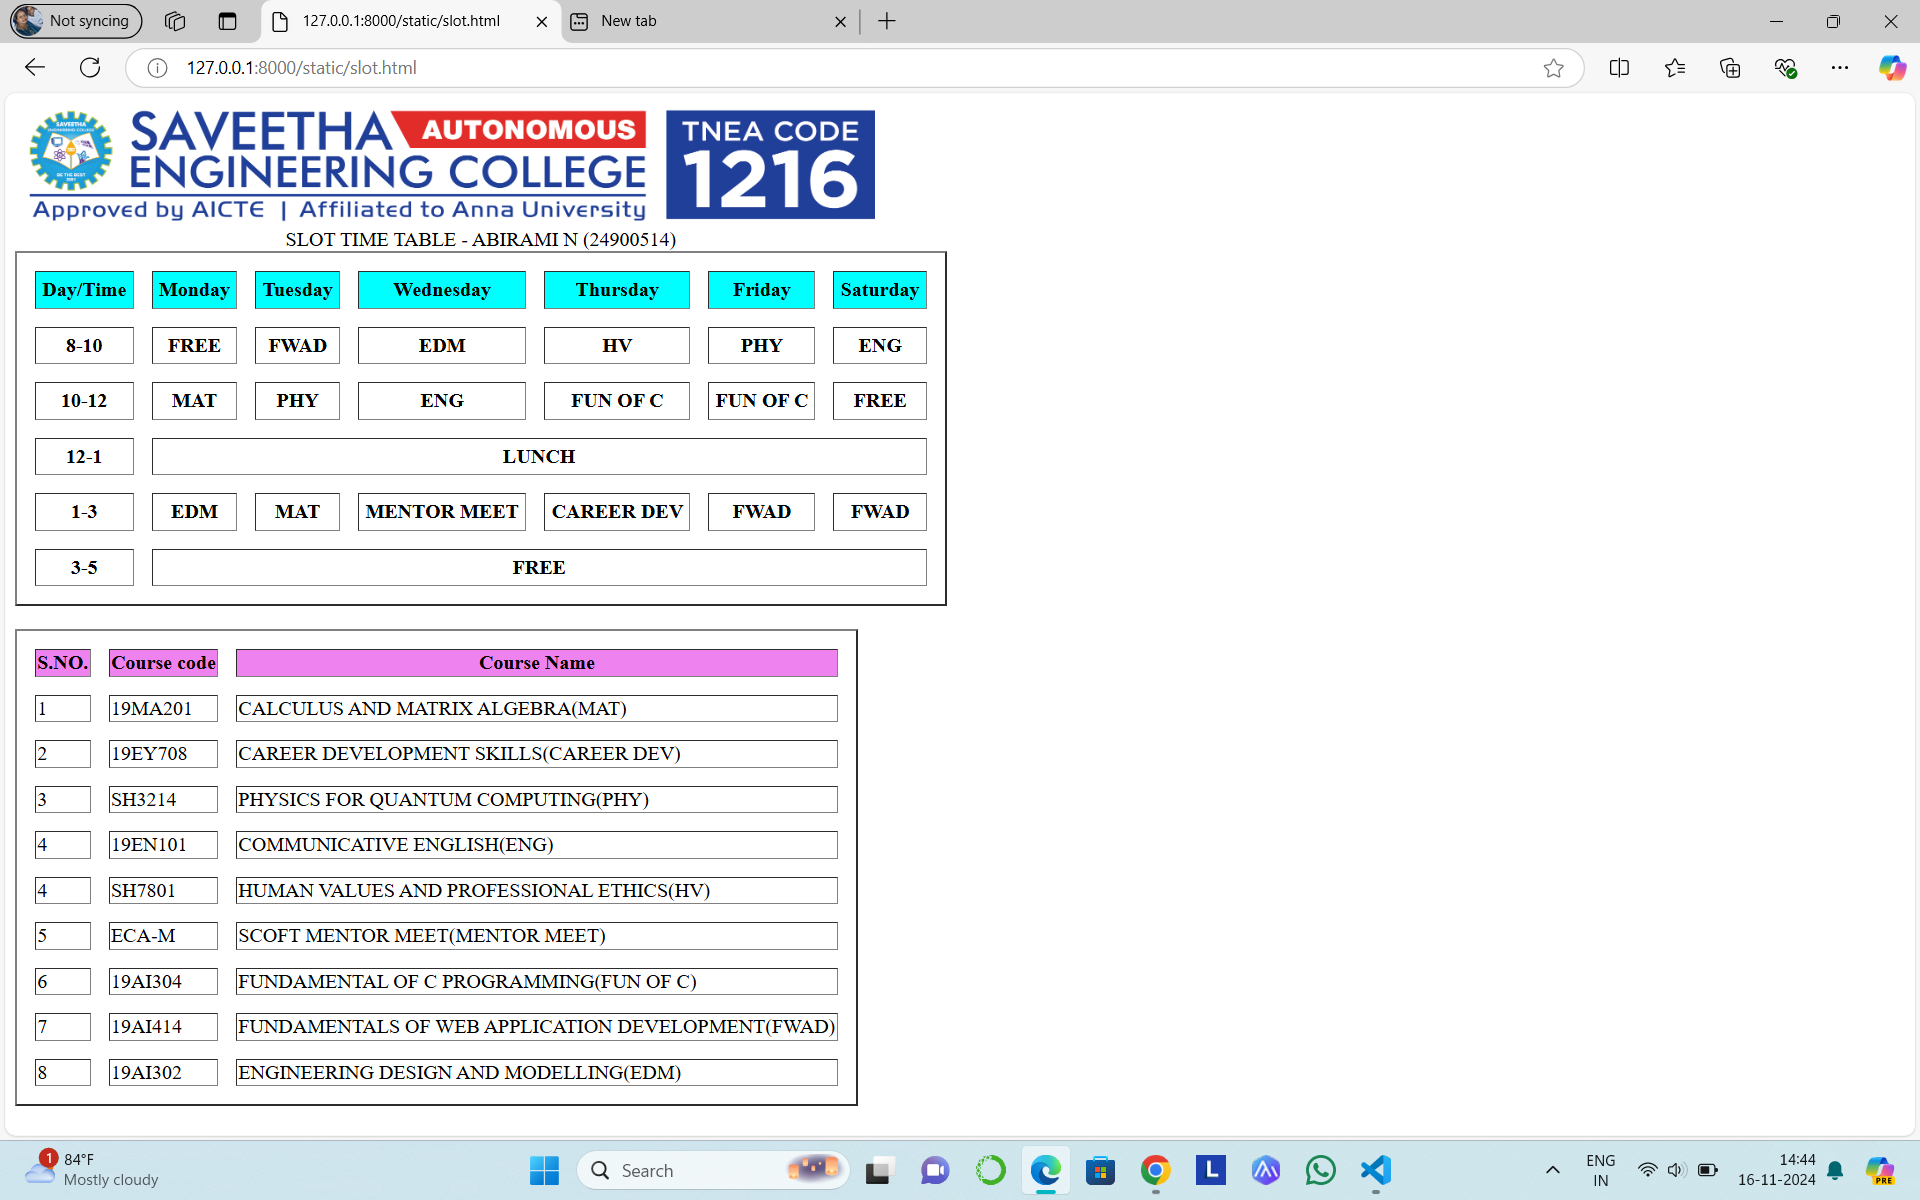 Not syncing
127.0.0.1:8000/static/slot.html
New tab
127.0.0.1:8000/static/slot.html
SAVEETHA AUTONOMOUS
ENGINEERING COLLEGE
Approved by AICTE | Affiliated to Anna University
TNEA CODE
1216
SLOT TIME TABLE - ABIRAMI N (24900514)
Day/Time Monday Tuesday Wednesday Thursday Friday Saturday
8-10 FREE FWAD EDM HV PHY ENG
10-12 MAT PHY ENG FUN OF C FUN OF C FREE
12-1 LUNCH
1-3 EDM MAT MENTOR MEET CAREER DEV FWAD FWAD
3-5 FREE
S.NO. Course code Course Name
1 19MA201 CALCULUS AND MATRIX ALGEBRA(MAT)
2 19EY708 CAREER DEVELOPMENT SKILLS(CAREER DEV)
3 SH3214 PHYSICS FOR QUANTUM COMPUTING(PHY)
4 19EN101 COMMUNICATIVE ENGLISH(ENG)
4 SH7801 HUMAN VALUES AND PROFESSIONAL ETHICS(HV)
5 ECA-M SCOFT MENTOR MEET(MENTOR MEET)
6 19AI304 FUNDAMENTAL OF C PROGRAMMING(FUN OF C)
7 19AI414 FUNDAMENTALS OF WEB APPLICATION DEVELOPMENT(FWAD)
8 19AI302 ENGINEERING DESIGN AND MODELLING(EDM)
1
84°F
Mostly cloudy
Search
L
ENG
IN
14:44
16-11-2024
PRE